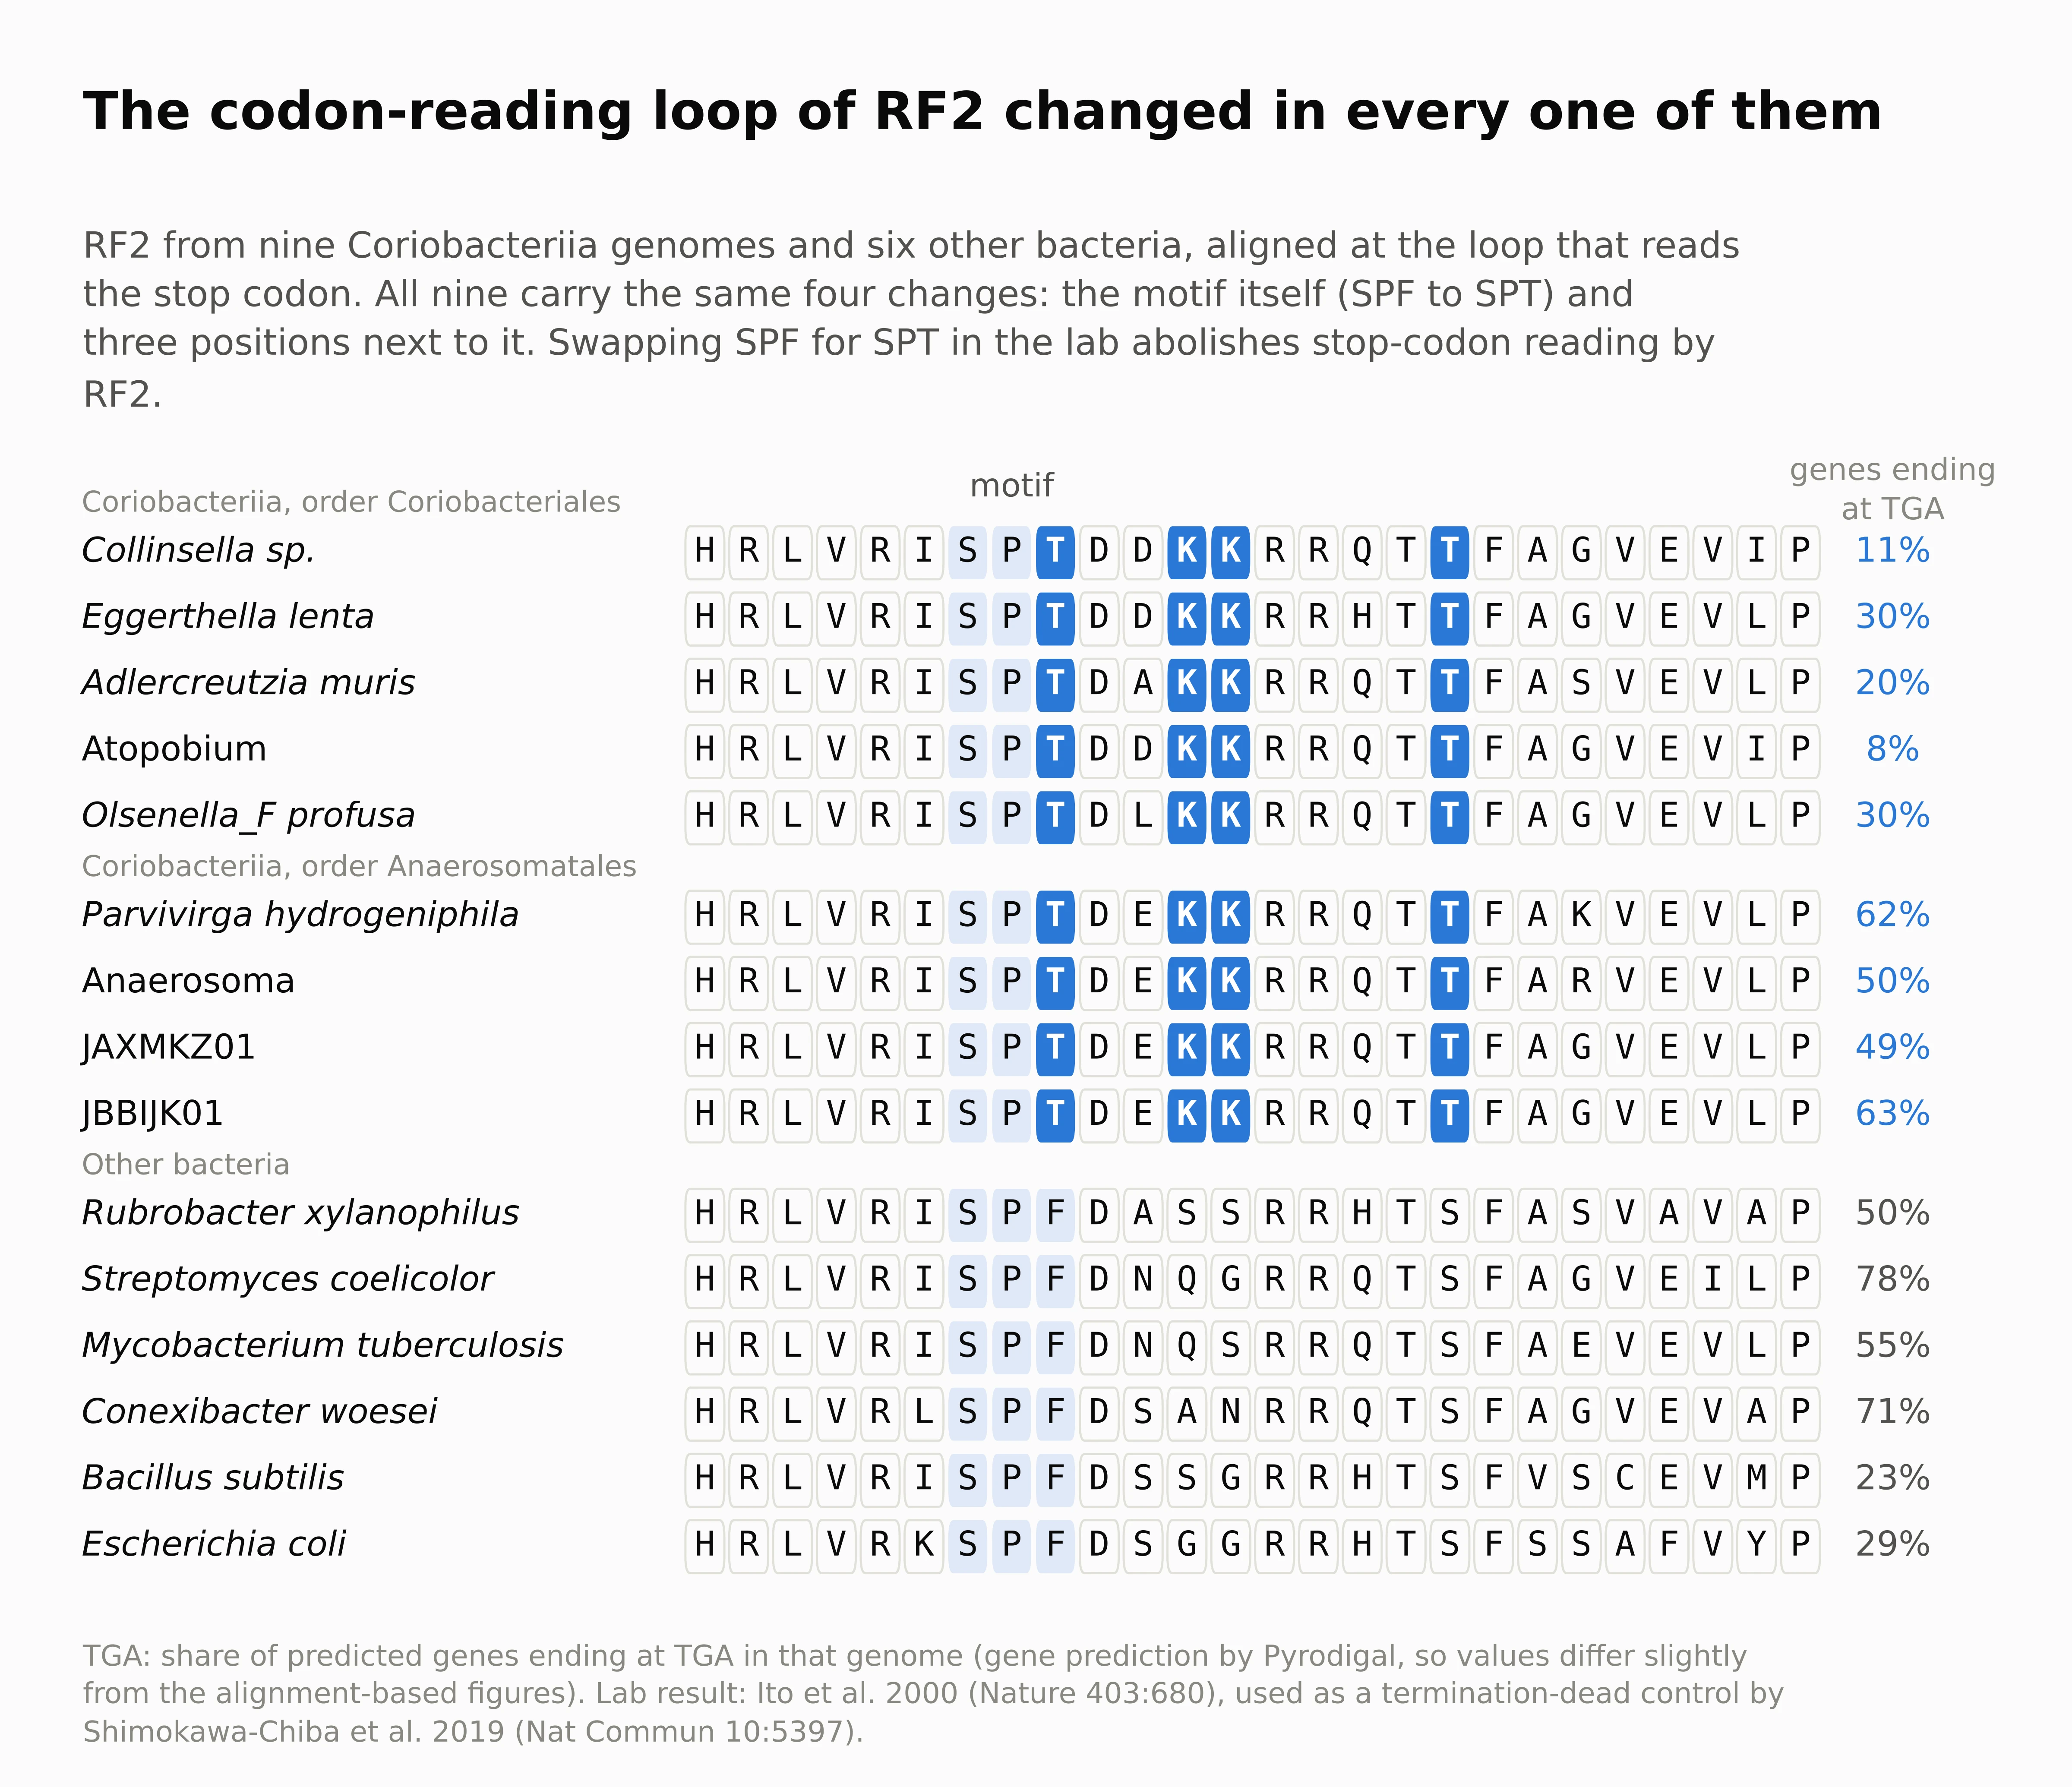 The codon-reading loop of RF2 changed in every one of them
RF2 from nine Coriobacteriia genomes and six other bacteria, aligned at the loop that reads
the stop codon. All nine carry the same four changes: the motif itself (SPF to SPT) and
three positions next to it. Swapping SPF for SPT in the lab abolishes stop-codon reading by
RF2.
motif
genes ending
at TGA
Coriobacteriia, order Coriobacteriales
Collinsella sp. H R L V R I S P T D D K K R R Q T T F A G V E V I P 11%
Eggerthella lenta H R L V R I S P T D D K K R R H T T F A G V E V L P 30%
Adlercreutzia muris H R L V R I S P T D A K K R R Q T T F A S V E V L P 20%
Atopobium H R L V R I S P T D D K K R R Q T T F A G V E V I P 8%
Olsenella_F profusa H R L V R I S P T D L K K R R Q T T F A G V E V L P 30%
Coriobacteriia, order Anaerosomatales
Parvivirga hydrogeniphila H R L V R I S P T D E K K R R Q T T F A K V E V L P 62%
Anaerosoma H R L V R I S P T D E K K R R Q T T F A R V E V L P 50%
JAXMKZ01 H R L V R I S P T D E K K R R Q T T F A G V E V L P 49%
JBBIJK01 H R L V R I S P T D E K K R R Q T T F A G V E V L P 63%
Other bacteria
Rubrobacter xylanophilus H R L V R I S P F D A S S R R H T S F A S V A V A P 50%
Streptomyces coelicolor H R L V R I S P F D N Q G R R Q T S F A G V E I L P 78%
Mycobacterium tuberculosis H R L V R I S P F D N Q S R R Q T S F A E V E V L P 55%
Conexibacter woesei H R L V R L S P F D S A N R R Q T S F A G V E V A P 71%
Bacillus subtilis H R L V R I S P F D S S G R R H T S F V S C E V M P 23%
Escherichia coli H R L V R K S P F D S G G R R H T S F S S A F V Y P 29%
TGA: share of predicted genes ending at TGA in that genome (gene prediction by Pyrodigal, so values differ slightly
from the alignment-based figures). Lab result: Ito et al. 2000 (Nature 403:680), used as a termination-dead control by
Shimokawa-Chiba et al. 2019 (Nat Commun 10:5397).